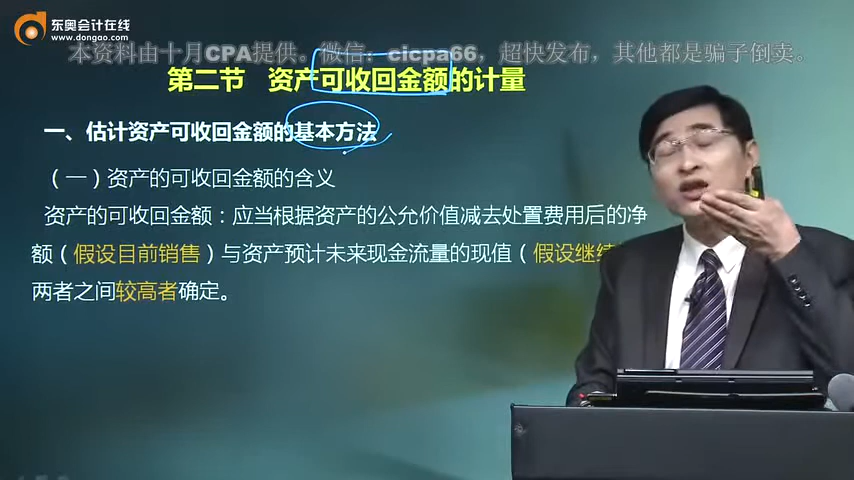 东奥会计在线
www.dongao.com
本资料由十月CPA提供。微信：cicpa66，超快发布，其他都是骗子倒卖。
第二节 资产可收回金额的计量
一、估计资产可收回金额的基本方法
（一）资产的可收回金额的含义
资产的可收回金额：应当根据资产的公允价值减去处置费用后的净
额（假设目前销售）与资产预计未来现金流量的现值（假设继续
两者之间较高者确定。